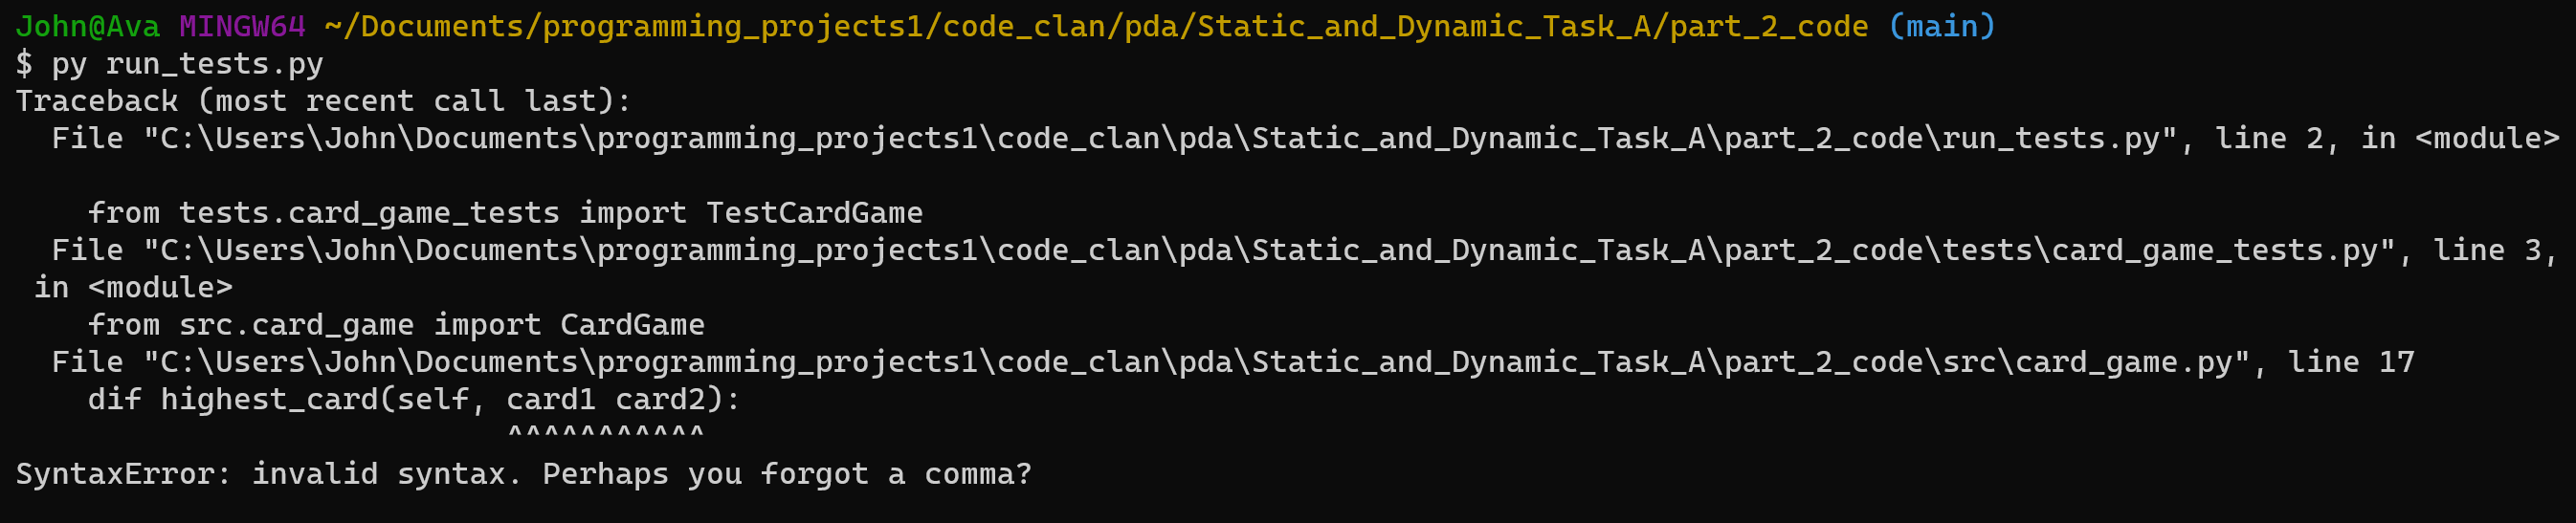 John@Ava MINGW64 ~/Documents/programming_projects1/code_clan/pda/Static_and_Dynamic_Task_A/part_2_code (main)
$ py run_tests.py
Traceback (most recent call last):
  File "C:\Users\John\Documents\programming_projects1\code_clan\pda\Static_and_Dynamic_Task_A\part_2_code\run_tests.py", line 2, in <module>
    from tests.card_game_tests import TestCardGame
  File "C:\Users\John\Documents\programming_projects1\code_clan\pda\Static_and_Dynamic_Task_A\part_2_code\tests\card_game_tests.py", line 3,
 in <module>
    from src.card_game import CardGame
  File "C:\Users\John\Documents\programming_projects1\code_clan\pda\Static_and_Dynamic_Task_A\part_2_code\src\card_game.py", line 17
    dif highest_card(self, card1 card2):
                           ^^^^^^^^^^^
SyntaxError: invalid syntax. Perhaps you forgot a comma?